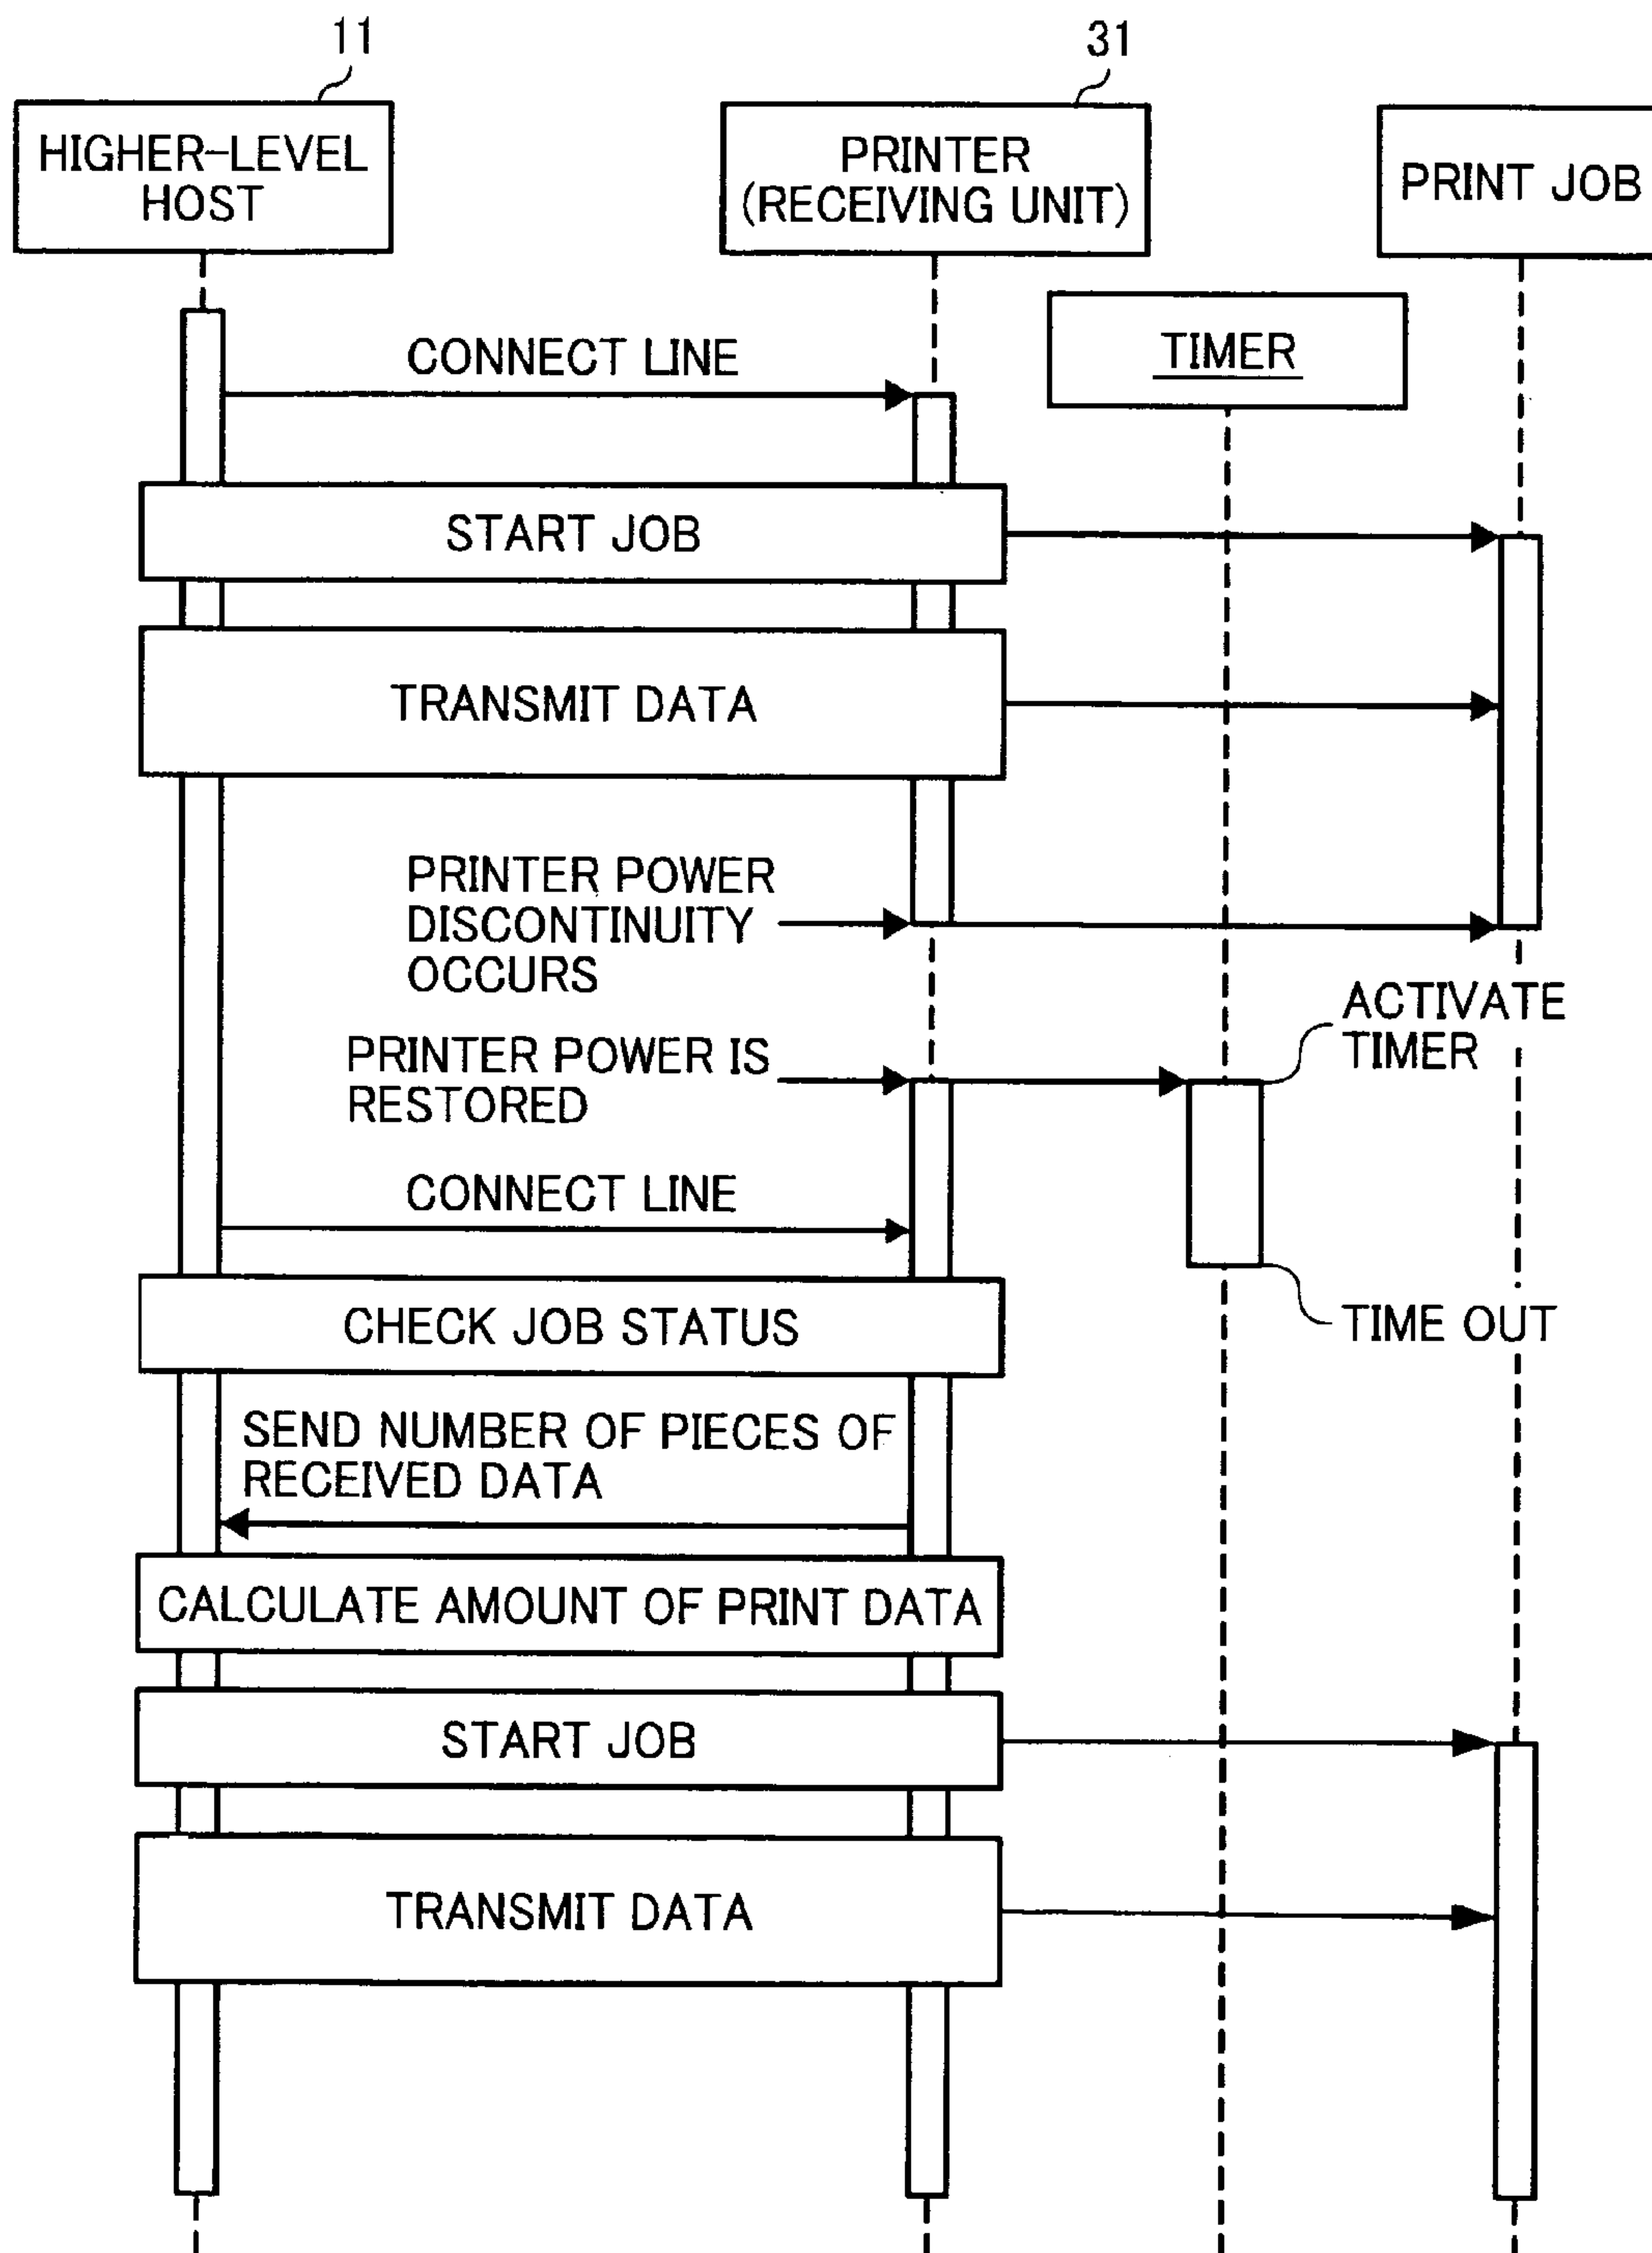 11
31
HIGHER-LEVEL
HOST
PRINTER
(RECEIVING UNIT)
PRINT JOB
TIMER
CONNECT LINE
START JOB
TRANSMIT DATA
PRINTER POWER
DISCONTINUITY
OCCURS
ACTIVATE
TIMER
PRINTER POWER IS
RESTORED
CONNECT LINE
CHECK JOB STATUS
TIME OUT
SEND NUMBER OF PIECES OF
RECEIVED DATA
CALCULATE AMOUNT OF PRINT DATA
START JOB
TRANSMIT DATA